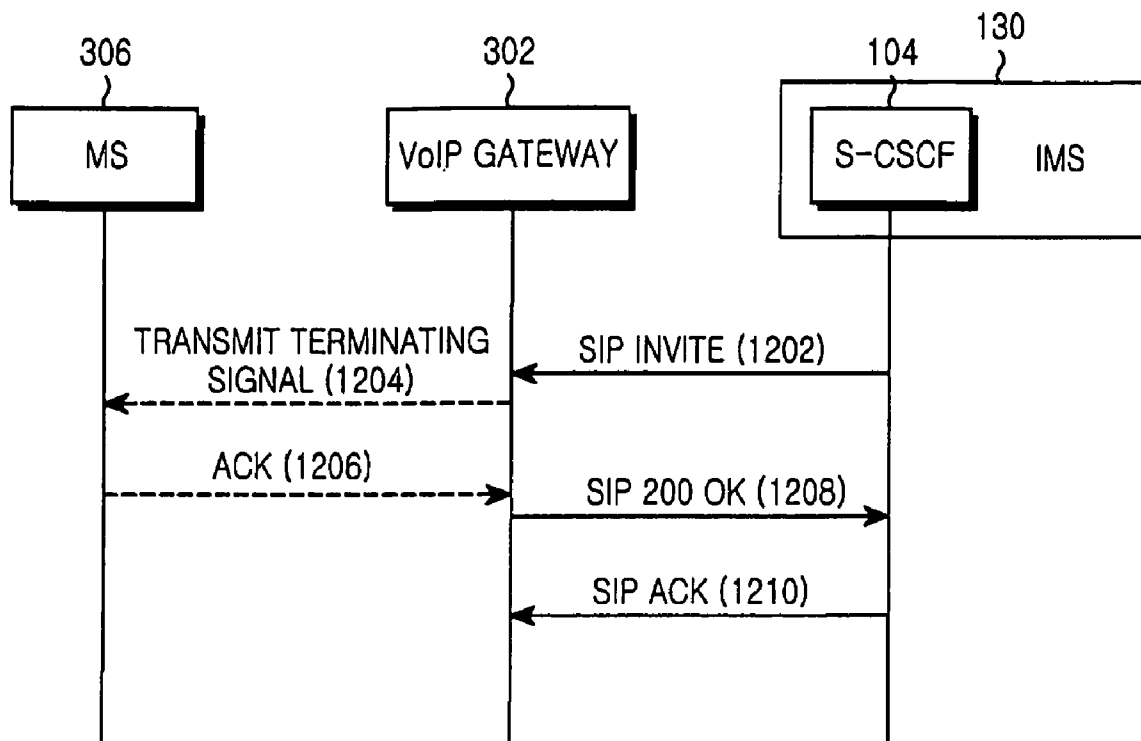 306
302
104
130
MS
VoIP GATEWAY
S-CSCF
IMS
TRANSMIT TERMINATING
SIGNAL (1204)
SIP INVITE (1202)
ACK (1206)
SIP 200 OK (1208)
SIP ACK (1210)